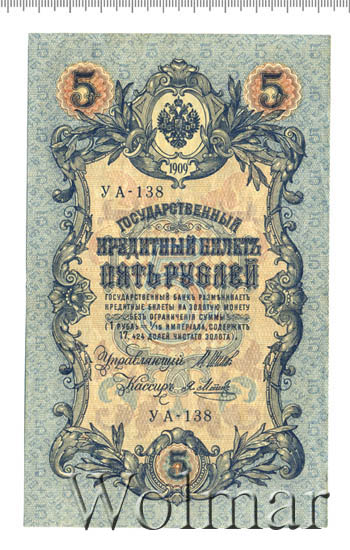 5 5
1909
УА-138
ГОСУДАРСТВЕННЫЙ
КРЕДИТНЫЙ БИЛЕТЪ
ПЯТЬ РУБЛЕЙ
ГОСУДАРСТВЕННЫЙ БАНКЪ РАЗМѢНИВАЕТЪ
КРЕДИТНЫЕ БИЛЕТЫ НА ЗОЛОТУЮ МОНЕТУ
БЕЗЪ ОГРАНИЧЕНІЯ СУММЫ
(1 РУБЛЬ = 1/15 ИМПЕРІАЛА, СОДЕРЖИТЪ
17,424 ДОЛЕЙ ЧИСТАГО ЗОЛОТА).
Управляющій
Кассиръ
УА-138
5
Wolmar